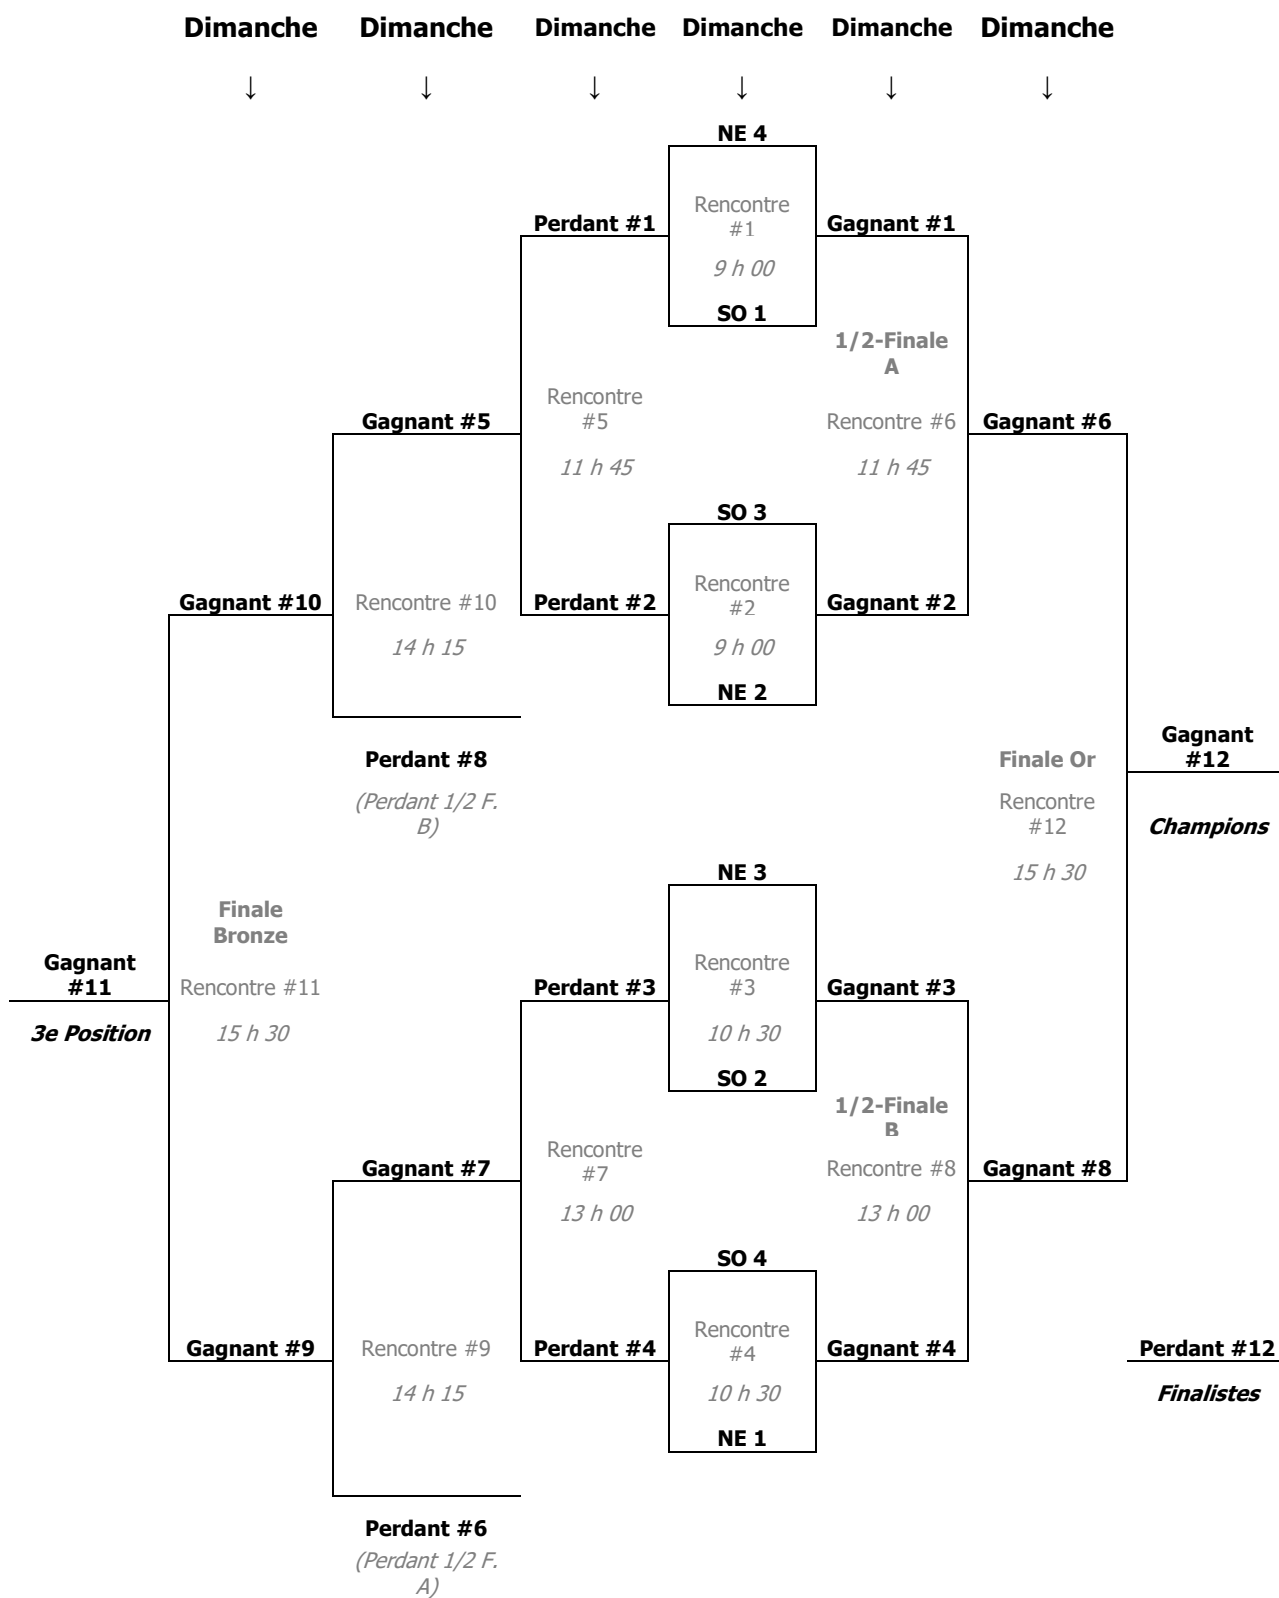 Dimanche Dimanche Dimanche Dimanche Dimanche Dimanche
↓ ↓ ↓ ↓ ↓ ↓
NE 4
Rencontre
#1
9 h 00
Perdant #1
Gagnant #1
SO 1
1/2-Finale
A
Rencontre
#5
11 h 45
Gagnant #5
Rencontre #6
11 h 45
Gagnant #6
SO 3
Rencontre
#2
9 h 00
Gagnant #10
Rencontre #10
14 h 15
Perdant #2
Gagnant #2
NE 2
Perdant #8
(Perdant 1/2 F.
B)
Finale Or
Rencontre
#12
15 h 30
Gagnant
#12
Champions
NE 3
Finale
Bronze
Rencontre #11
15 h 30
Gagnant
#11
3e Position
Perdant #3
Rencontre
#3
10 h 30
Gagnant #3
SO 2
1/2-Finale
B
Rencontre
#7
13 h 00
Gagnant #7
Rencontre #8
13 h 00
Gagnant #8
SO 4
Gagnant #9
Rencontre #9
14 h 15
Perdant #4
Rencontre
#4
10 h 30
Gagnant #4
Perdant #12
Finalistes
NE 1
Perdant #6
(Perdant 1/2 F.
A)